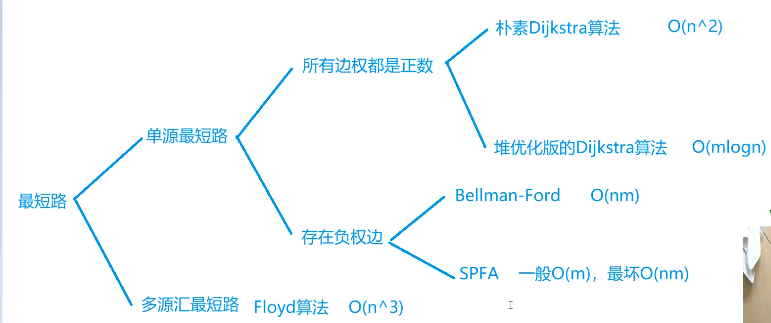 朴素Dijkstra算法 O(n^2)
所有边权都是正数
单源最短路
堆优化版的Dijkstra算法 O(mlogn)
最短路
Bellman-Ford O(nm)
存在负权边
SPFA 一般O(m)，最坏O(nm)
多源汇最短路 Floyd算法 O(n^3)